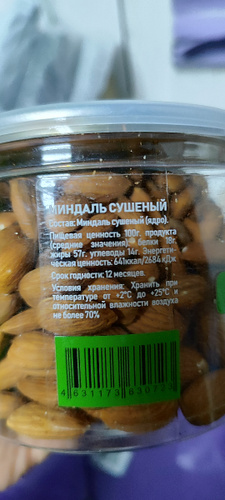 МИНДАЛЬ СУШЕНЫЙ
Состав: Миндаль сушеный (ядро).
Пищевая ценность 100г. продукта
(средние значения): белки 18г.
жиры 57г. углеводы 14г. Энергети-
ческая ценность: 641ккал/2684 кДж
Срок годности: 12 месяцев.
Условия хранения: Хранить при
температуре от +2°С до +25°С и
относительной влажности воздуха
не более 70%